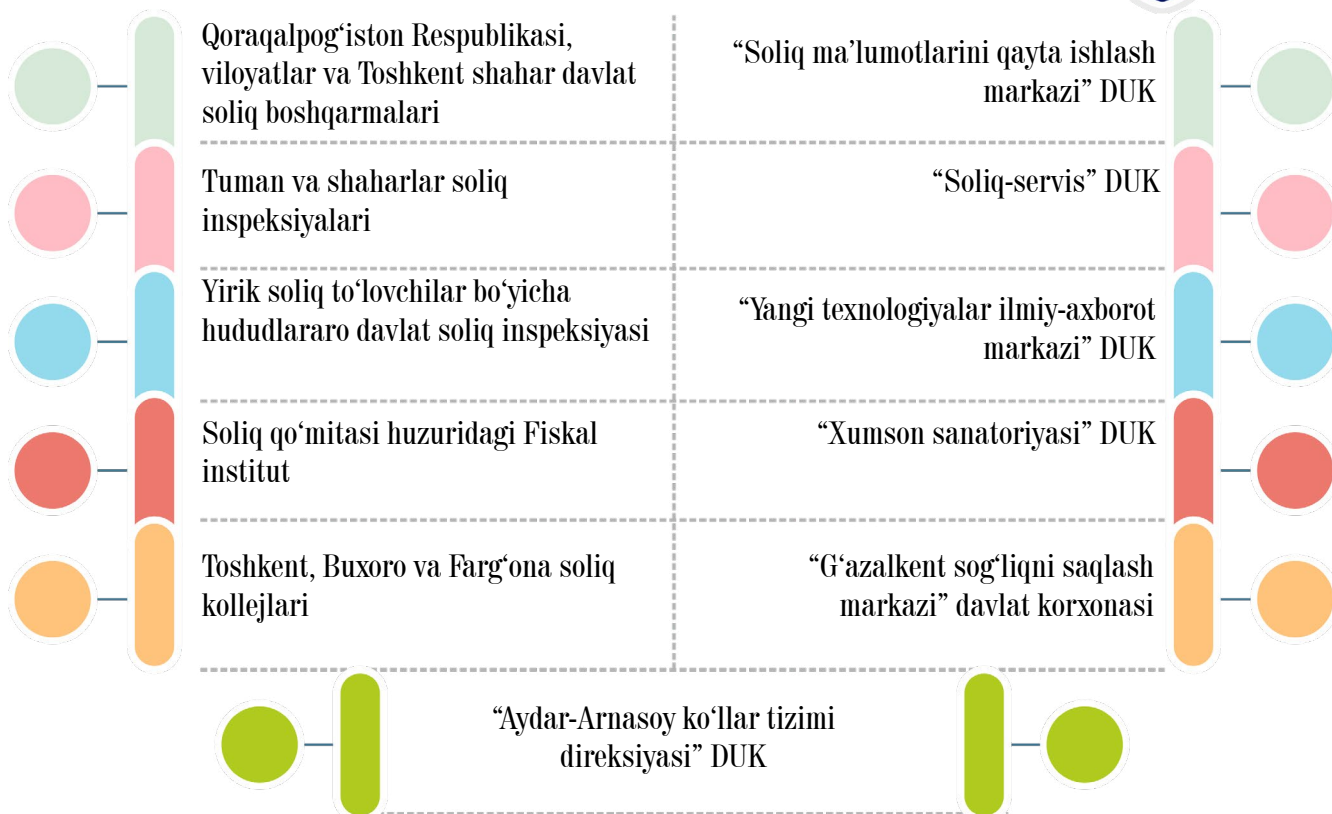 Qoraqalpog‘iston Respublikasi,
viloyatlar va Toshkent shahar davlat
soliq boshqarmalari
“Soliq ma’lumotlarini qayta ishlash
markazi” DUK
Tuman va shaharlar soliq
inspeksiyalari
“Soliq-servis” DUK
Yirik soliq to‘lovchilar bo‘yicha
hududlararo davlat soliq inspeksiyasi
“Yangi texnologiyalar ilmiy-axborot
markazi” DUK
Soliq qo‘mitasi huzuridagi Fiskal
institut
“Xumson sanatoriyasi” DUK
Toshkent, Buxoro va Farg‘ona soliq
kollejlari
“G‘azalkent sog‘liqni saqlash
markazi” davlat korxonasi
“Aydar-Arnasoy ko‘llar tizimi
direksiyasi” DUK